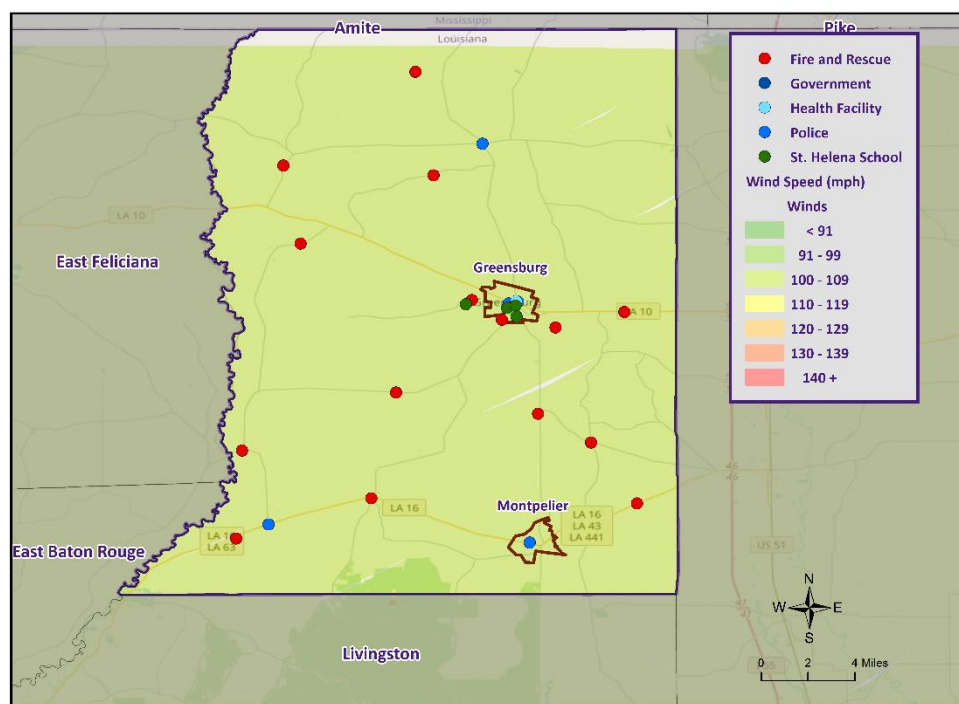 Mississippi
Amite
Pike
Louisiana
Fire and Rescue
Government
Health Facility
Police
St. Helena School
Wind Speed (mph)
Winds
< 91
91 - 99
100 - 109
110 - 119
120 - 129
130 - 139
140 +
LA 10
East Feliciana
Greensburg
LA 10
46
46
Montpelier
LA 16
LA 16
LA 43
LA 441
LA 63
East Baton Rouge
US 51
N
W E
S
Livingston
0 2 4 Miles